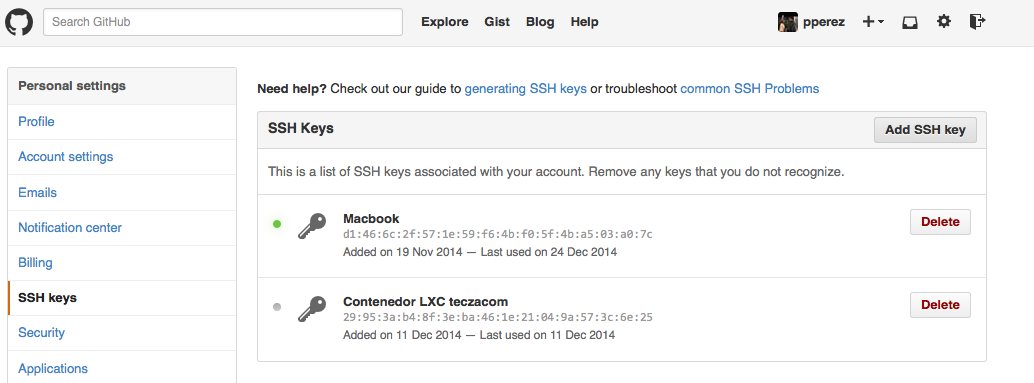 Search GitHub
Explore Gist Blog Help
pperez
Personal settings
Profile
Account settings
Emails
Notification center
Billing
SSH keys
Security
Applications
Need help? Check out our guide to generating SSH keys or troubleshoot common SSH Problems
SSH Keys
Add SSH key
This is a list of SSH keys associated with your account. Remove any keys that you do not recognize.
Macbook
d1:46:6c:2f:57:1e:59:f6:4b:f0:5f:4b:a5:03:a0:7c
Added on 19 Nov 2014 — Last used on 24 Dec 2014
Delete
Contenedor LXC teczacom
29:95:3a:b4:8f:3e:ba:46:1e:21:04:9a:57:3c:6e:25
Added on 11 Dec 2014 — Last used on 11 Dec 2014
Delete